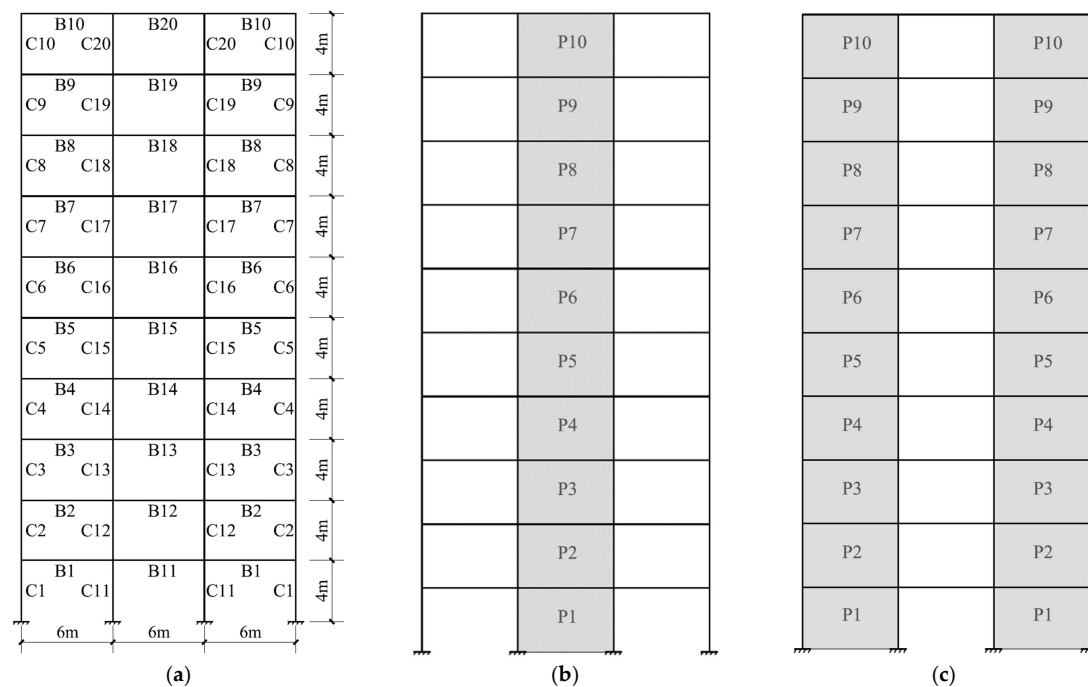 B10 B20 B10
C10 C20 C20 C10 4m
B9 B19 B9
C9 C19 C19 C9 4m
B8 B18 B8
C8 C18 C18 C8 4m
B7 B17 B7
C7 C17 C17 C7 4m
B6 B16 B6
C6 C16 C16 C6 4m
B5 B15 B5
C5 C15 C15 C5 4m
B4 B14 B4
C4 C14 C14 C4 4m
B3 B13 B3
C3 C13 C13 C3 4m
B2 B12 B2
C2 C12 C12 C2 4m
B1 B11 B1
C1 C11 C11 C1 4m
6m 6m 6m
(a)
P10
P9
P8
P7
P6
P5
P4
P3
P2
P1
(b)
P10 P10
P9 P9
P8 P8
P7 P7
P6 P6
P5 P5
P4 P4
P3 P3
P2 P2
P1 P1
(c)